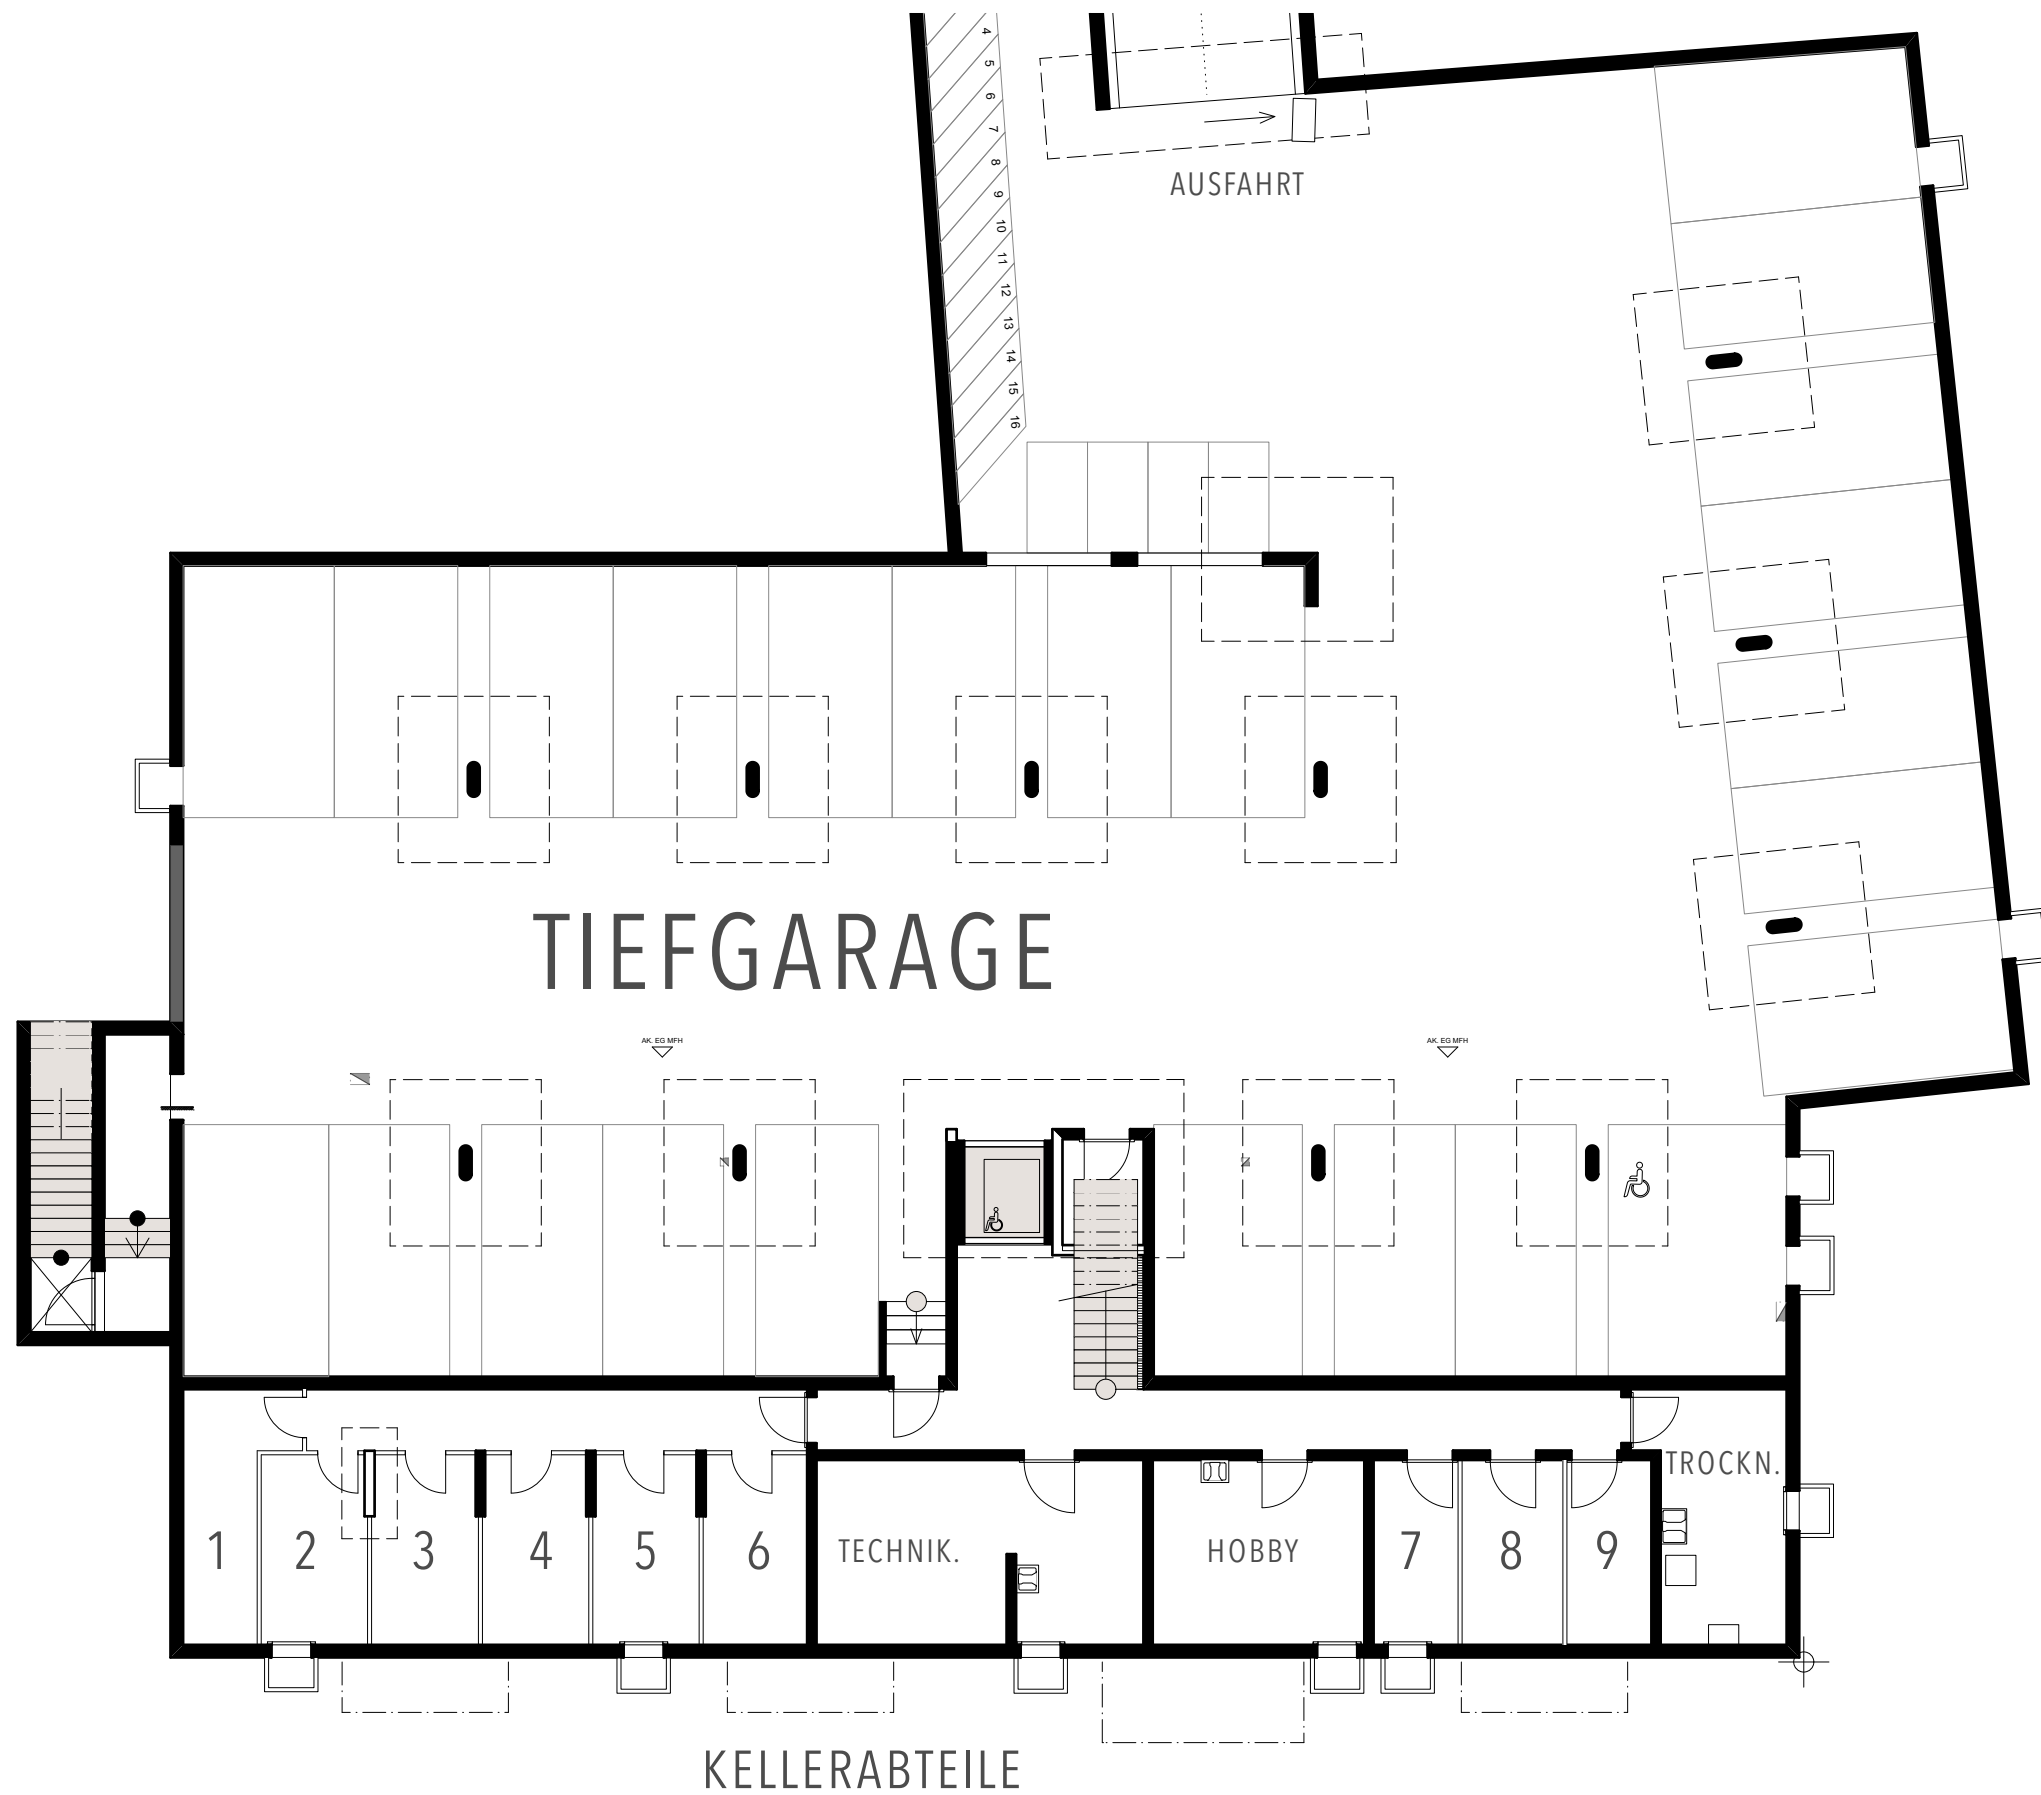 4
5
6
7
8
9
10
11
12
13
14
15
16
AUSFAHRT
TIEFGARAGE
AK. EG MFH
AK. EG MFH
TROCKN.
1 2 3 4 5 6 TECHNIK. HOBBY 7 8 9
KELLERABTEILE